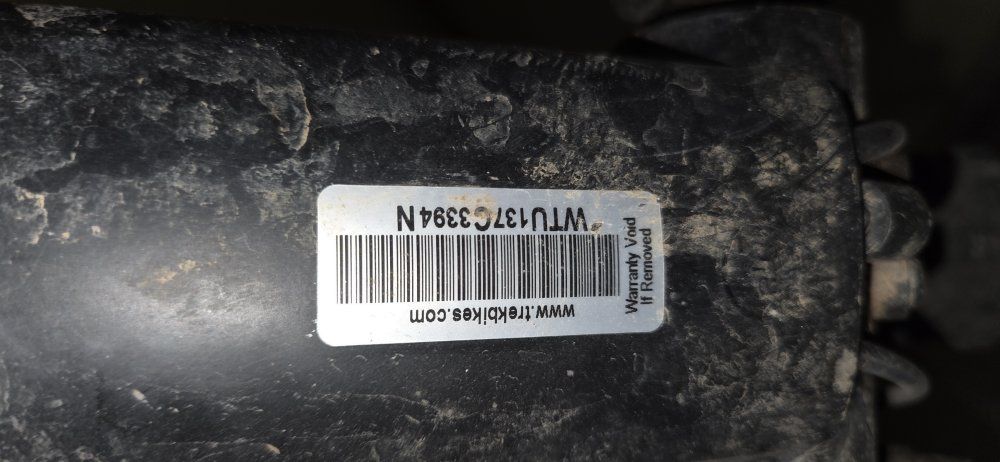 www.trekbikes.com
WTU137C3394N
Warranty Void
If Removed